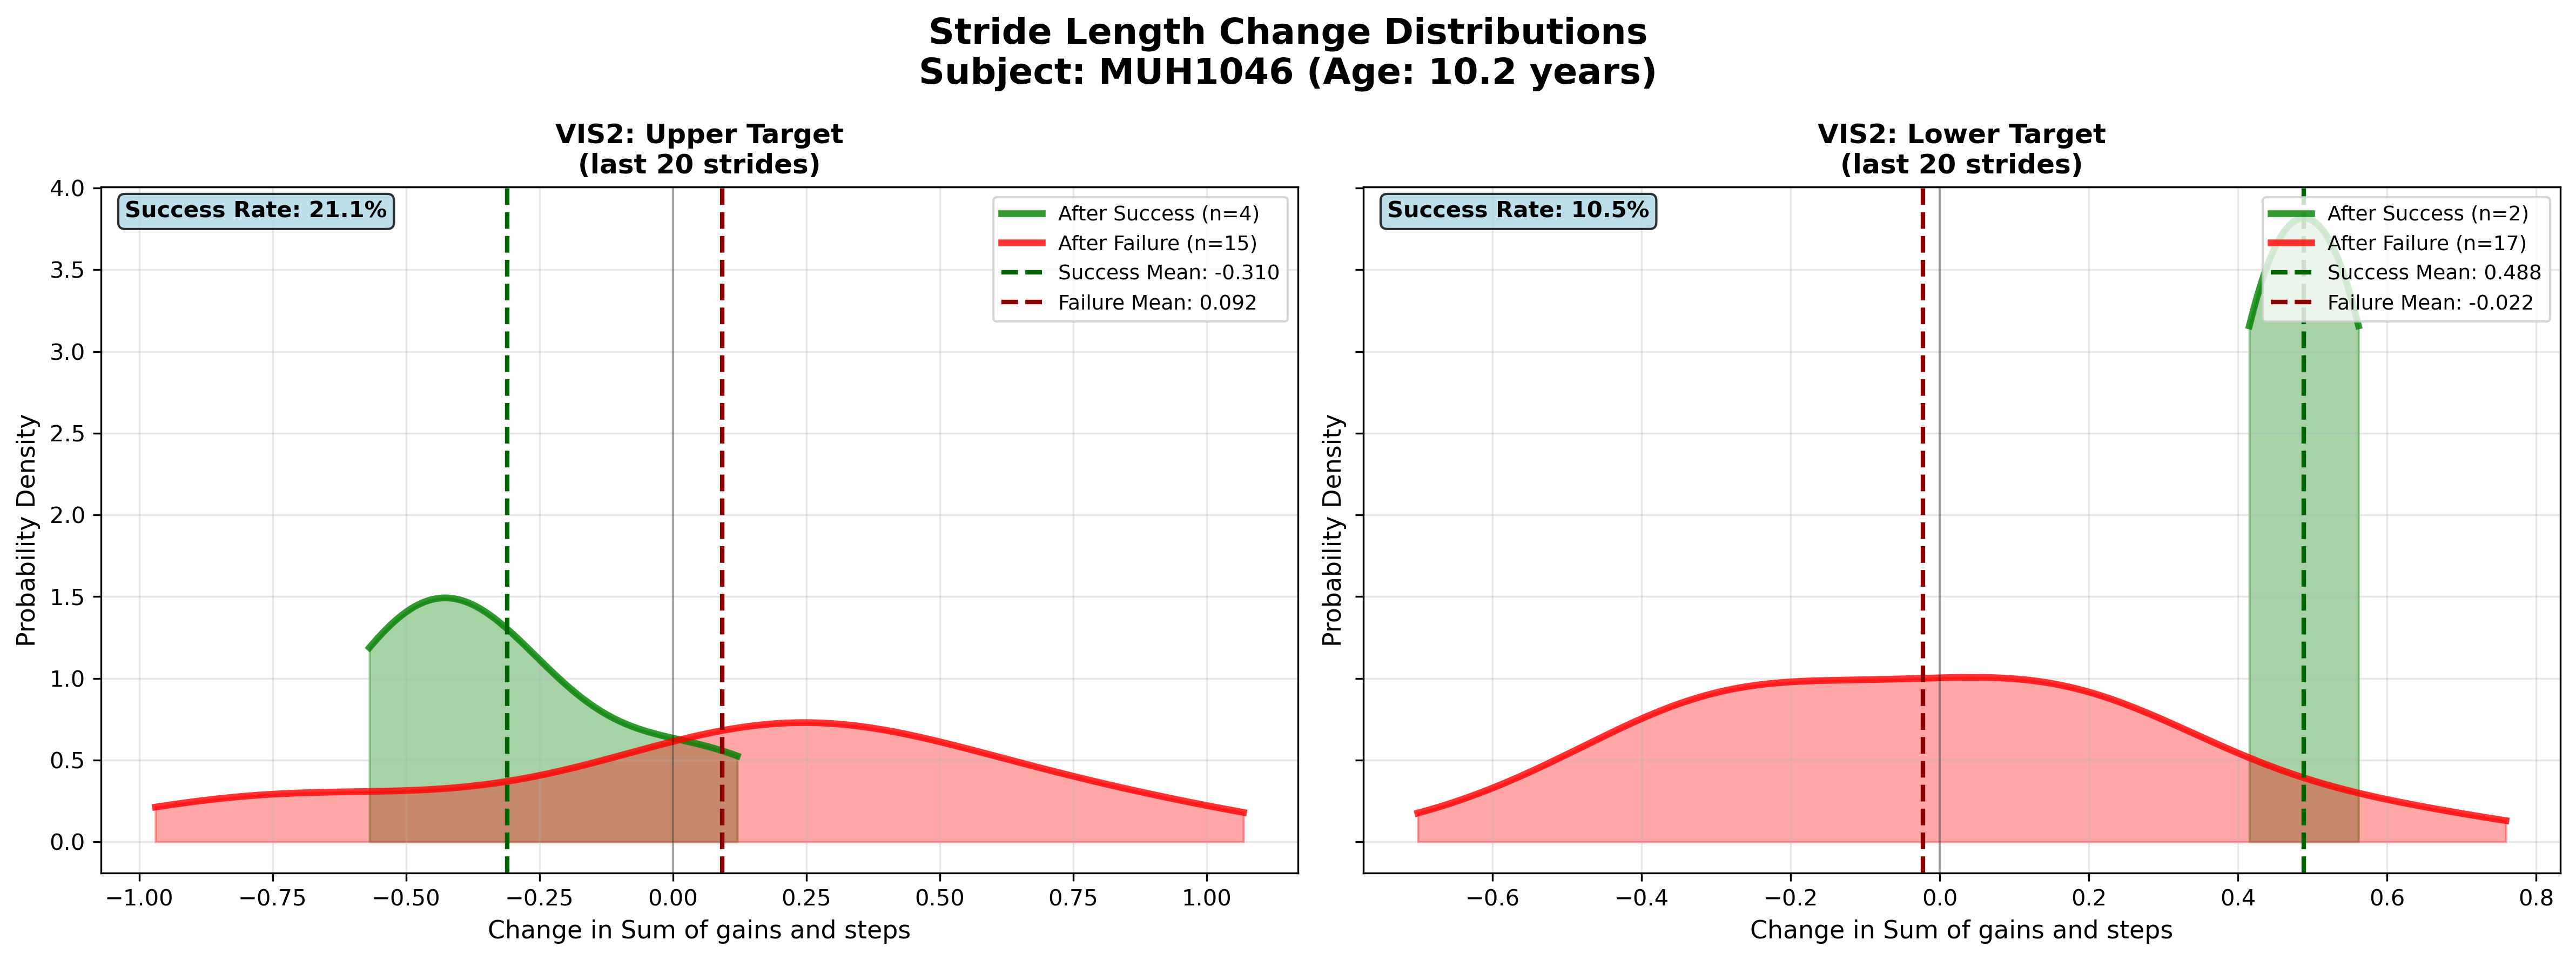 Stride Length Change Distributions
Subject: MUH1046 (Age: 10.2 years)
VIS2: Upper Target
(last 20 strides)
Success Rate: 21.1%
After Success (n=4)
After Failure (n=15)
Success Mean: -0.310
Failure Mean: 0.092
Probability Density
4.0
3.5
3.0
2.5
2.0
1.5
1.0
0.5
0.0
−1.00 −0.75 −0.50 −0.25 0.00 0.25 0.50 0.75 1.00
Change in Sum of gains and steps
VIS2: Lower Target
(last 20 strides)
Success Rate: 10.5%
After Success (n=2)
After Failure (n=17)
Success Mean: 0.488
Failure Mean: -0.022
Probability Density
−0.6 −0.4 −0.2 0.0 0.2 0.4 0.6 0.8
Change in Sum of gains and steps